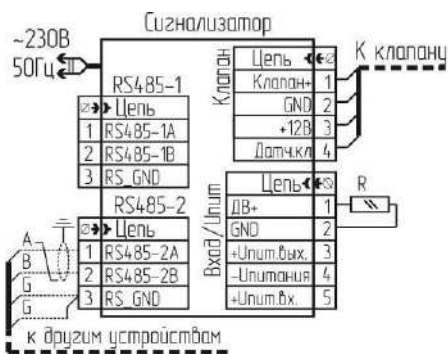 Сигнализатор
~230В
50Гц
RS485-1
Цепь
1 RS485-1A
2 RS485-1B
3 RS_GND
RS485-2
Цепь
1 RS485-2A
2 RS485-2B
3 RS_GND
A
B
G
G
к другим устройствам
Клапан
Цепь
Клапан+ 1
GND 2
+12В 3
Датч.кл 4
К клапану
Вход/Uпит
Цепь
ДВ+ 1
GND 2
+Uпит.вых. 3
-Uпитания 4
+Uпит.вх. 5
R